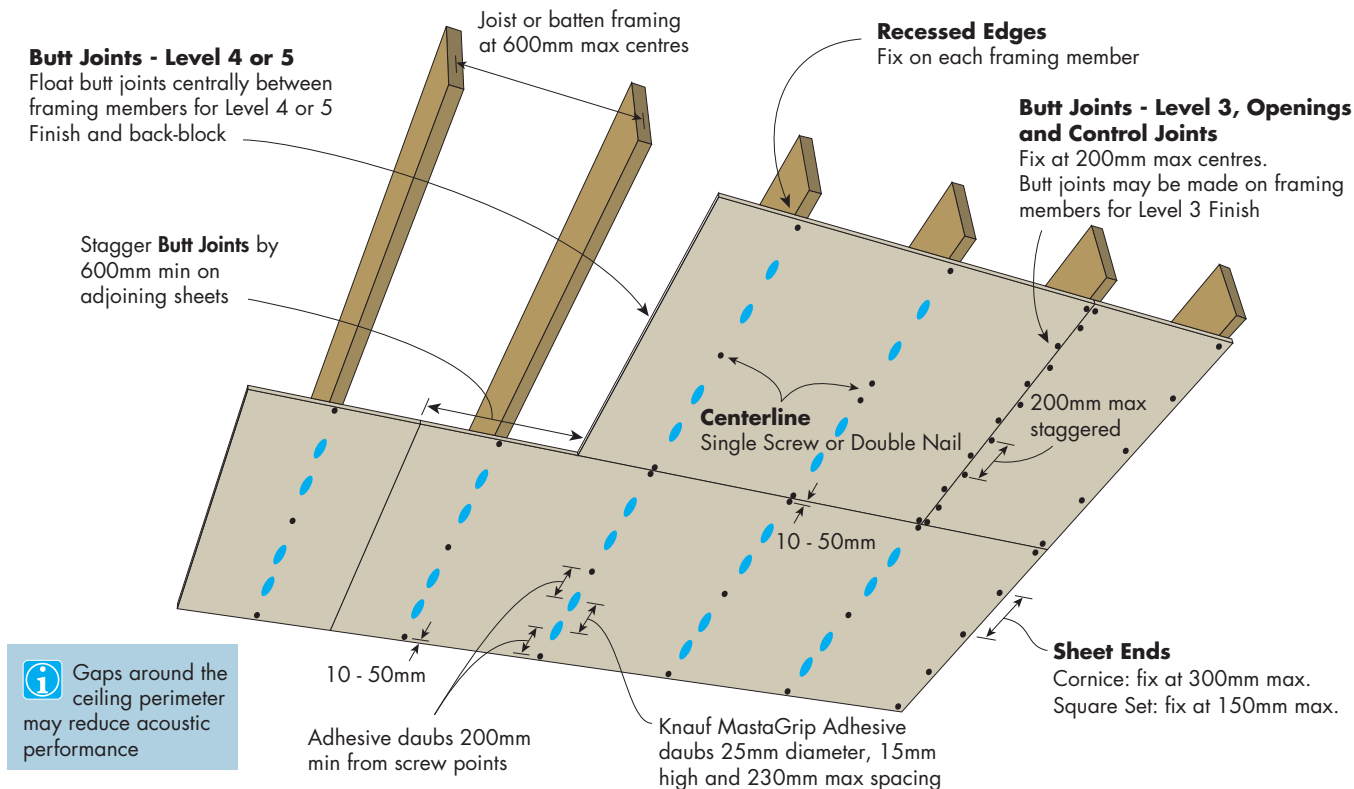 Joist or batten framing
at 600mm max centres
Butt Joints - Level 4 or 5
Float butt joints centrally between
framing members for Level 4 or 5
Finish and back-block
Recessed Edges
Fix on each framing member
Butt Joints - Level 3, Openings
and Control Joints
Fix at 200mm max centres.
Butt joints may be made on framing
members for Level 3 Finish
Stagger Butt Joints by
600mm min on
adjoining sheets
Centerline
Single Screw or Double Nail
200mm max
staggered
10 - 50mm
10 - 50mm
Sheet Ends
Cornice: fix at 300mm max.
Square Set: fix at 150mm max.
i Gaps around the
ceiling perimeter
may reduce acoustic
performance
Adhesive daubs 200mm
min from screw points
Knauf MastaGrip Adhesive
daubs 25mm diameter, 15mm
high and 230mm max spacing